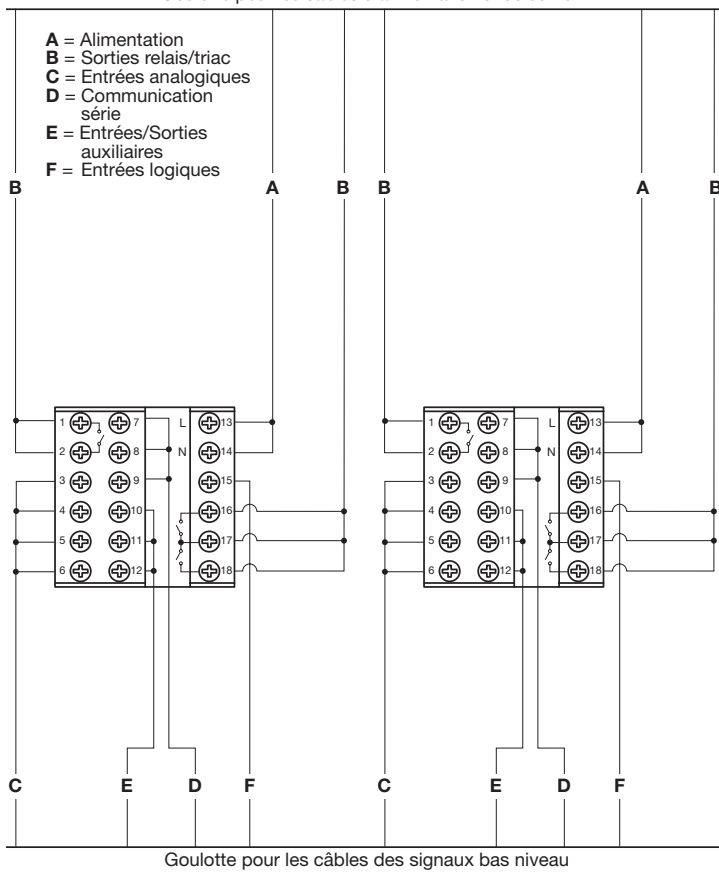 A = Alimentation
B = Sorties relais/triac
C = Entrées analogiques
D = Communication
série
E = Entrées/Sorties
auxiliaires
F = Entrées logiques
B A B B A B
1 7 L 13 1 7 L 13
2 8 N 14 2 8 N 14
3 9 15 3 9 15
4 10 16 4 10 16
5 11 17 5 11 17
6 12 18 6 12 18
C E D F C E D F
Goulotte pour les câbles des signaux bas niveau